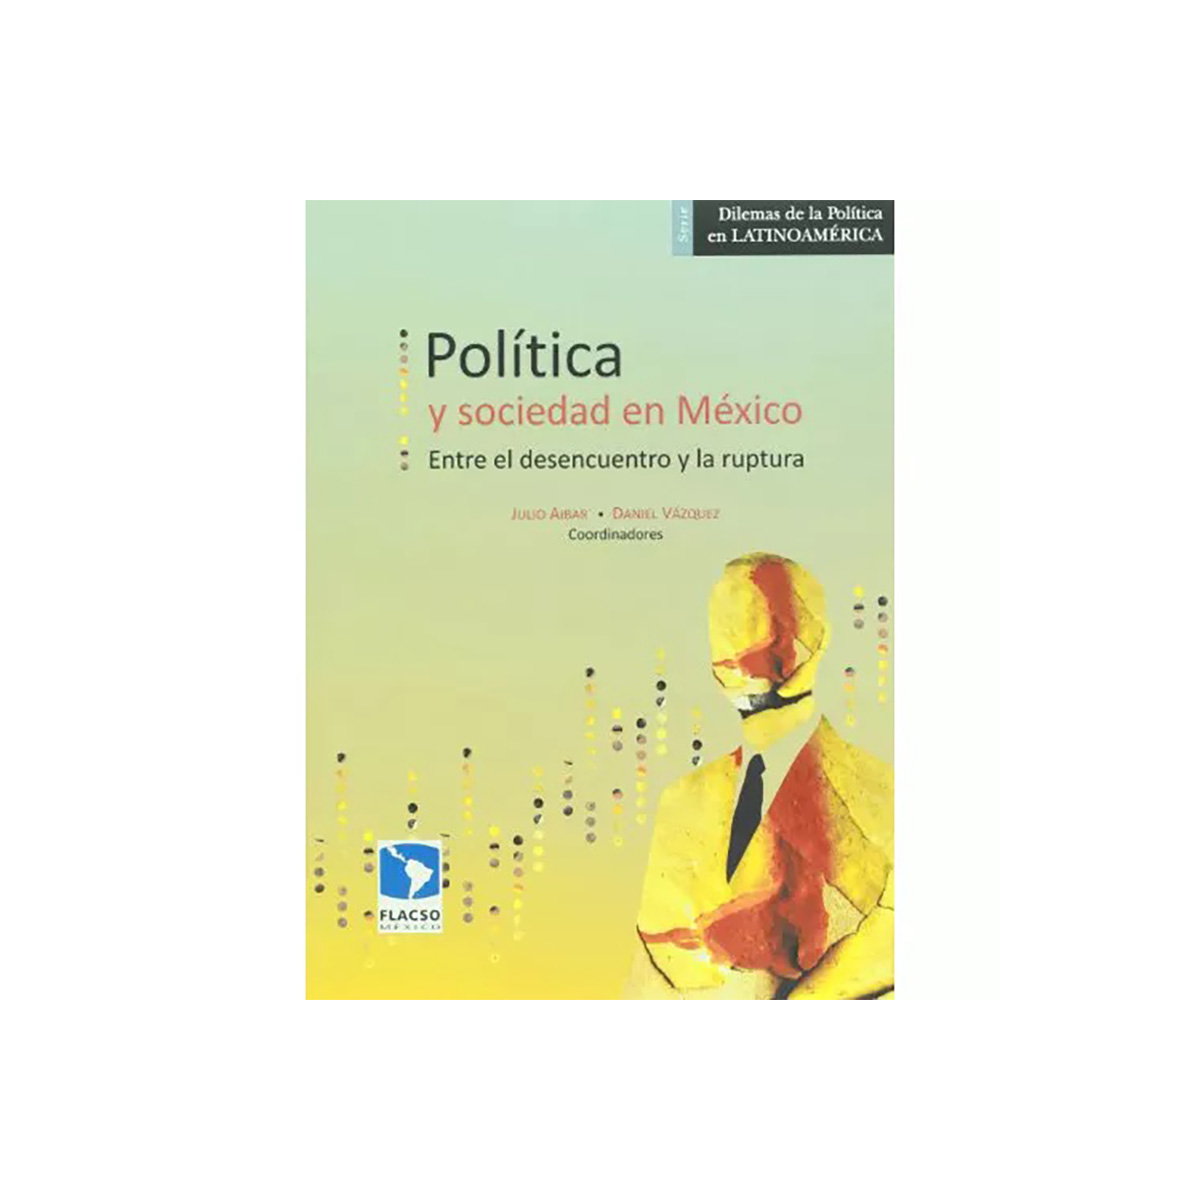 Serie
Dilemas de la Política
en LATINOAMÉRICA
Política
y sociedad en México
Entre el desencuentro y la ruptura
JULIO AIBAR • DANIEL VÁZQUEZ
Coordinadores
FLACSO
MÉXICO